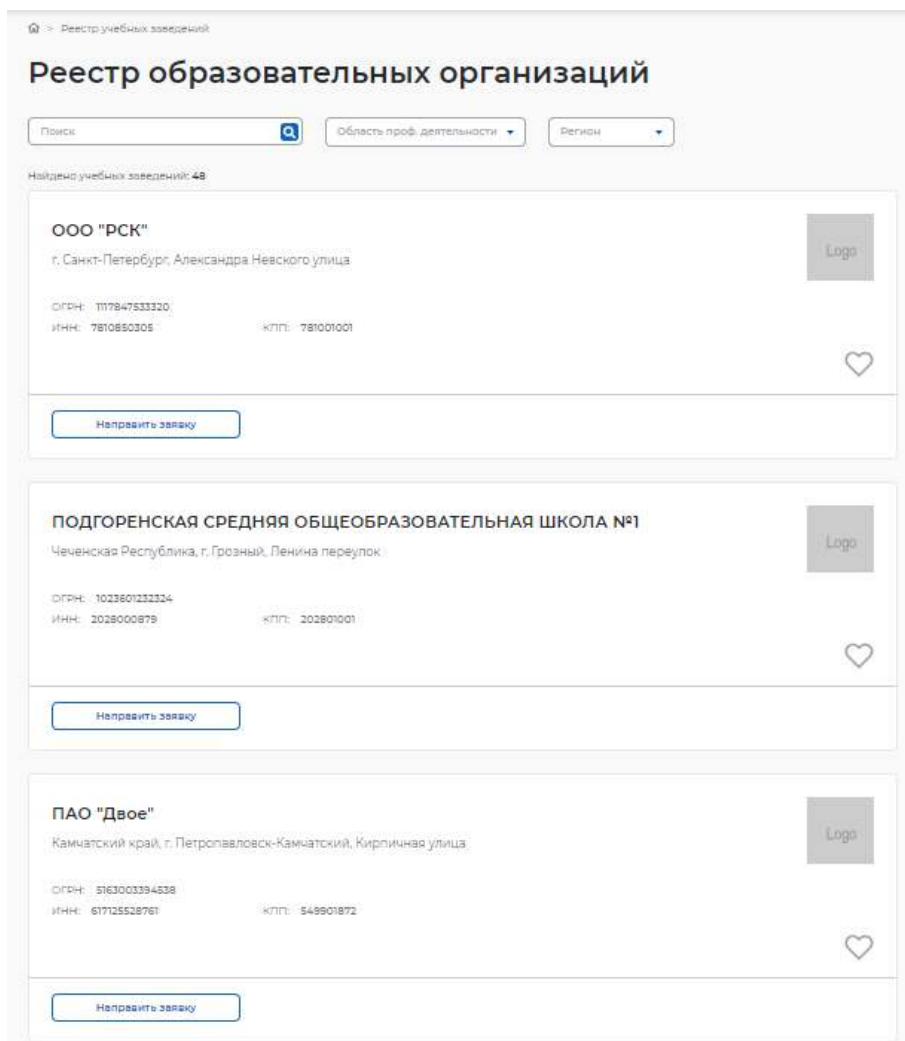 > Реестр учебных заведений
Реестр образовательных организаций
Поиск Область проф. деятельности Регион
Найдено учебных заведений: 48
ООО "РСК"
Logo
г. Санкт-Петербург, Александра Невского улица
ОГРН: 1117847533320
ИНН: 7810850305 КПП: 781001001
Направить заявку
ПОДГОРЕНСКАЯ СРЕДНЯЯ ОБЩЕОБРАЗОВАТЕЛЬНАЯ ШКОЛА №1
Logo
Чеченская Республика, г. Грозный, Ленина переулок
ОГРН: 1023601232324
ИНН: 2028000879 КПП: 202801001
Направить заявку
ПАО "Двое"
Logo
Камчатский край, г. Петропавловск-Камчатский, Кирпичная улица
ОГРН: 5163003394538
ИНН: 617125528761 КПП: 549901872
Направить заявку